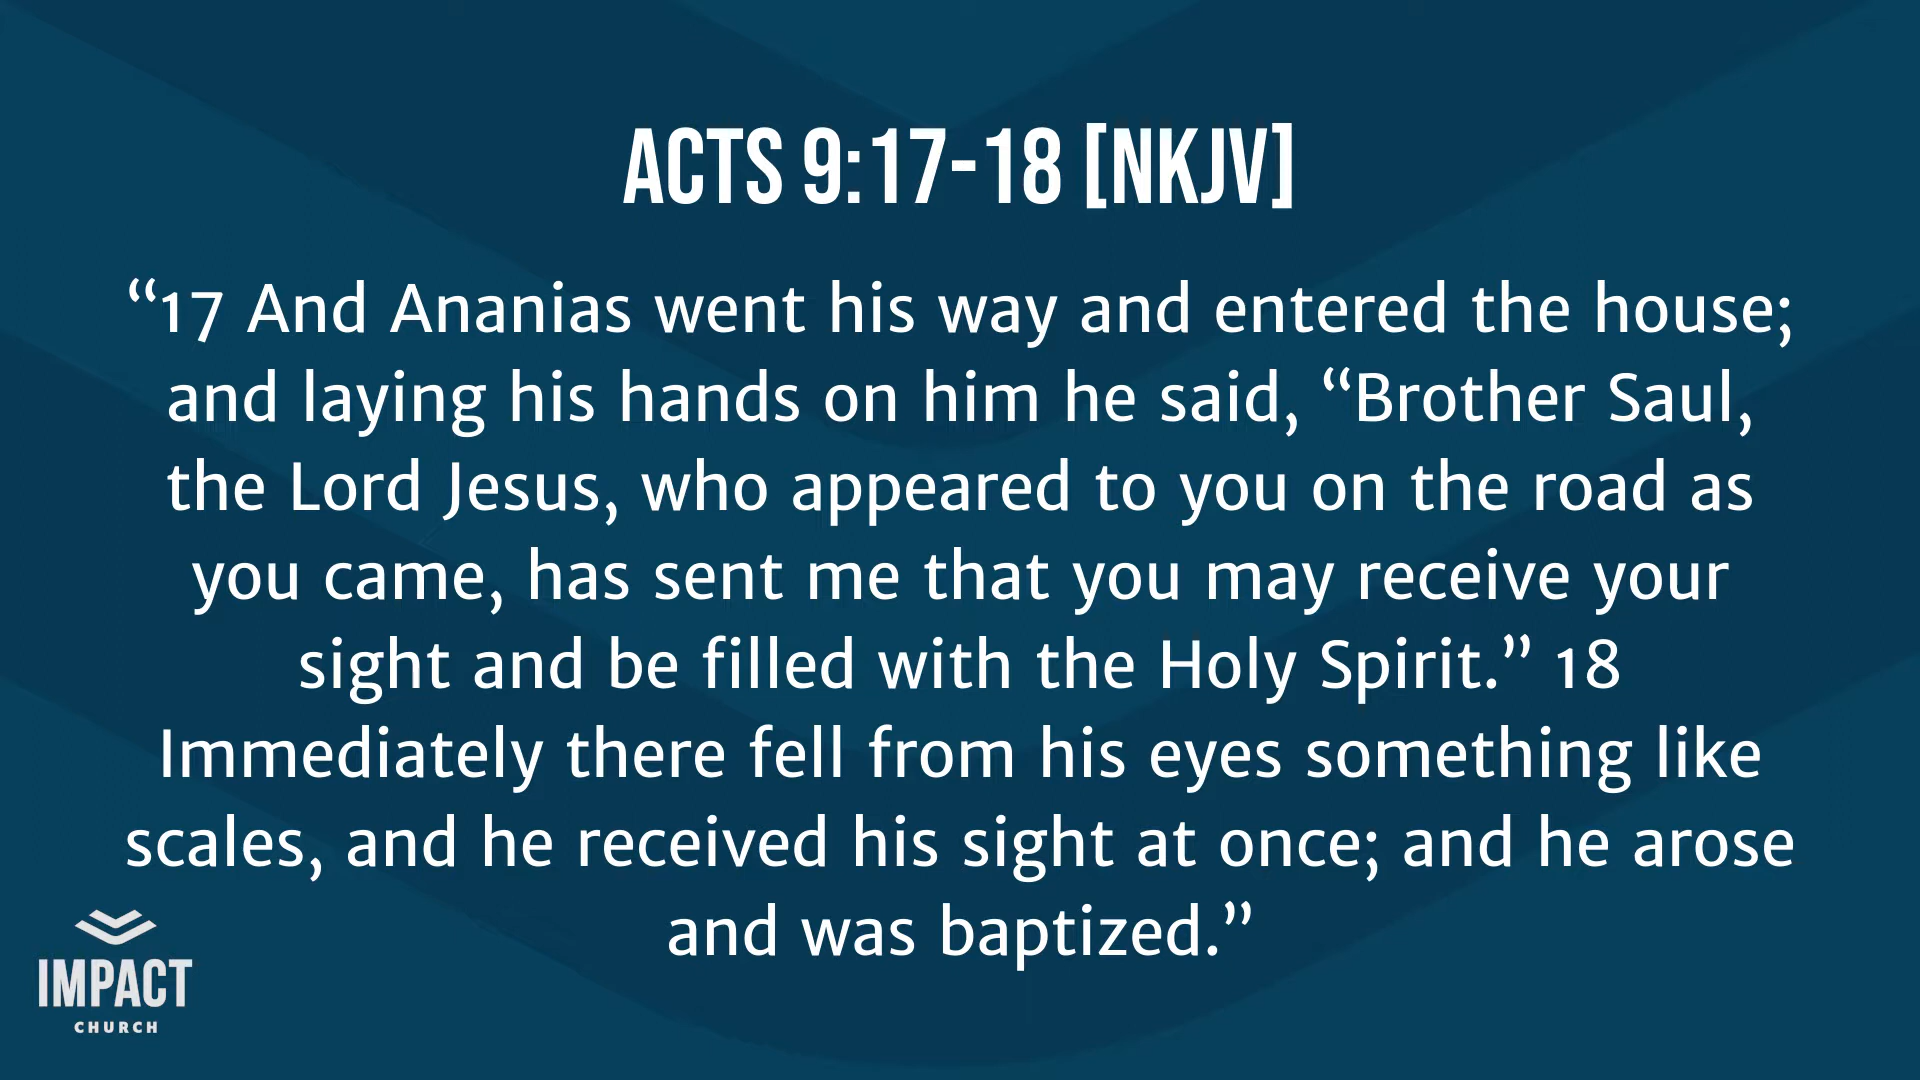 ACTS 9:17-18 [NKJV]
“17 And Ananias went his way and entered the house;
and laying his hands on him he said, “Brother Saul,
the Lord Jesus, who appeared to you on the road as
you came, has sent me that you may receive your
sight and be filled with the Holy Spirit.” 18
Immediately there fell from his eyes something like
scales, and he received his sight at once; and he arose
and was baptized.”
IMPACT
CHURCH